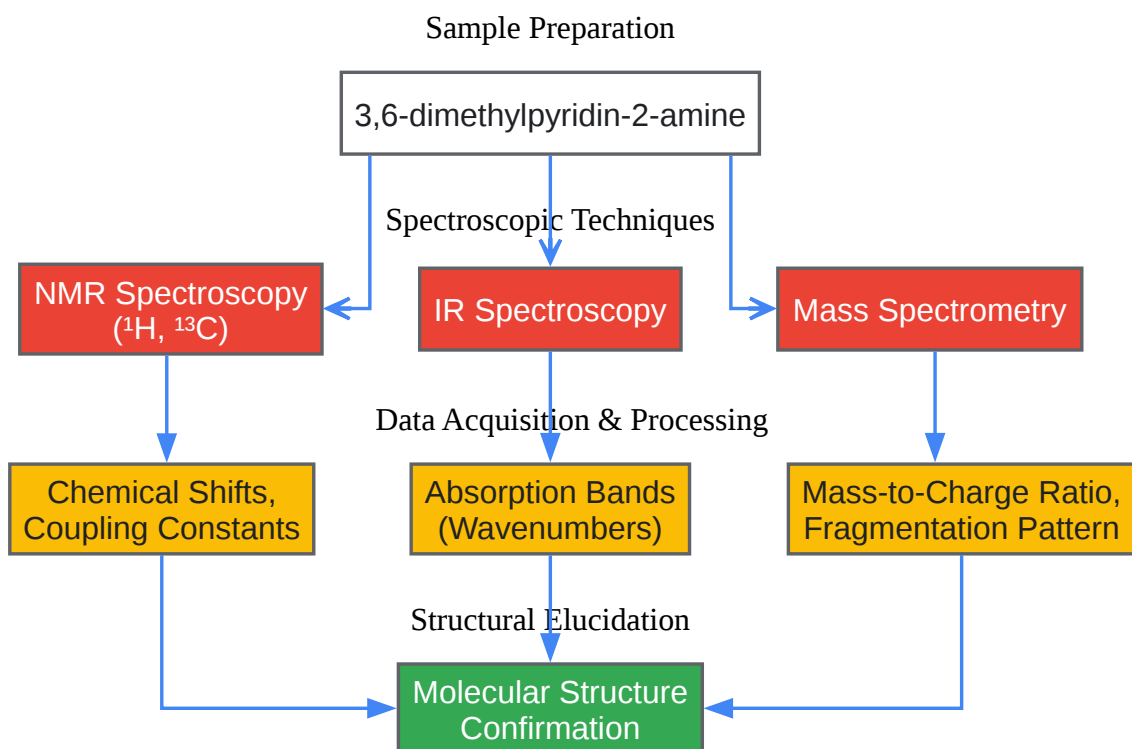 Sample Preparation
3,6-dimethylpyridin-2-amine
Spectroscopic Techniques
NMR Spectroscopy
(¹H, ¹³C)
IR Spectroscopy
Mass Spectrometry
Data Acquisition & Processing
Chemical Shifts,
Coupling Constants
Absorption Bands
(Wavenumbers)
Mass-to-Charge Ratio,
Fragmentation Pattern
Structural Elucidation
Molecular Structure
Confirmation